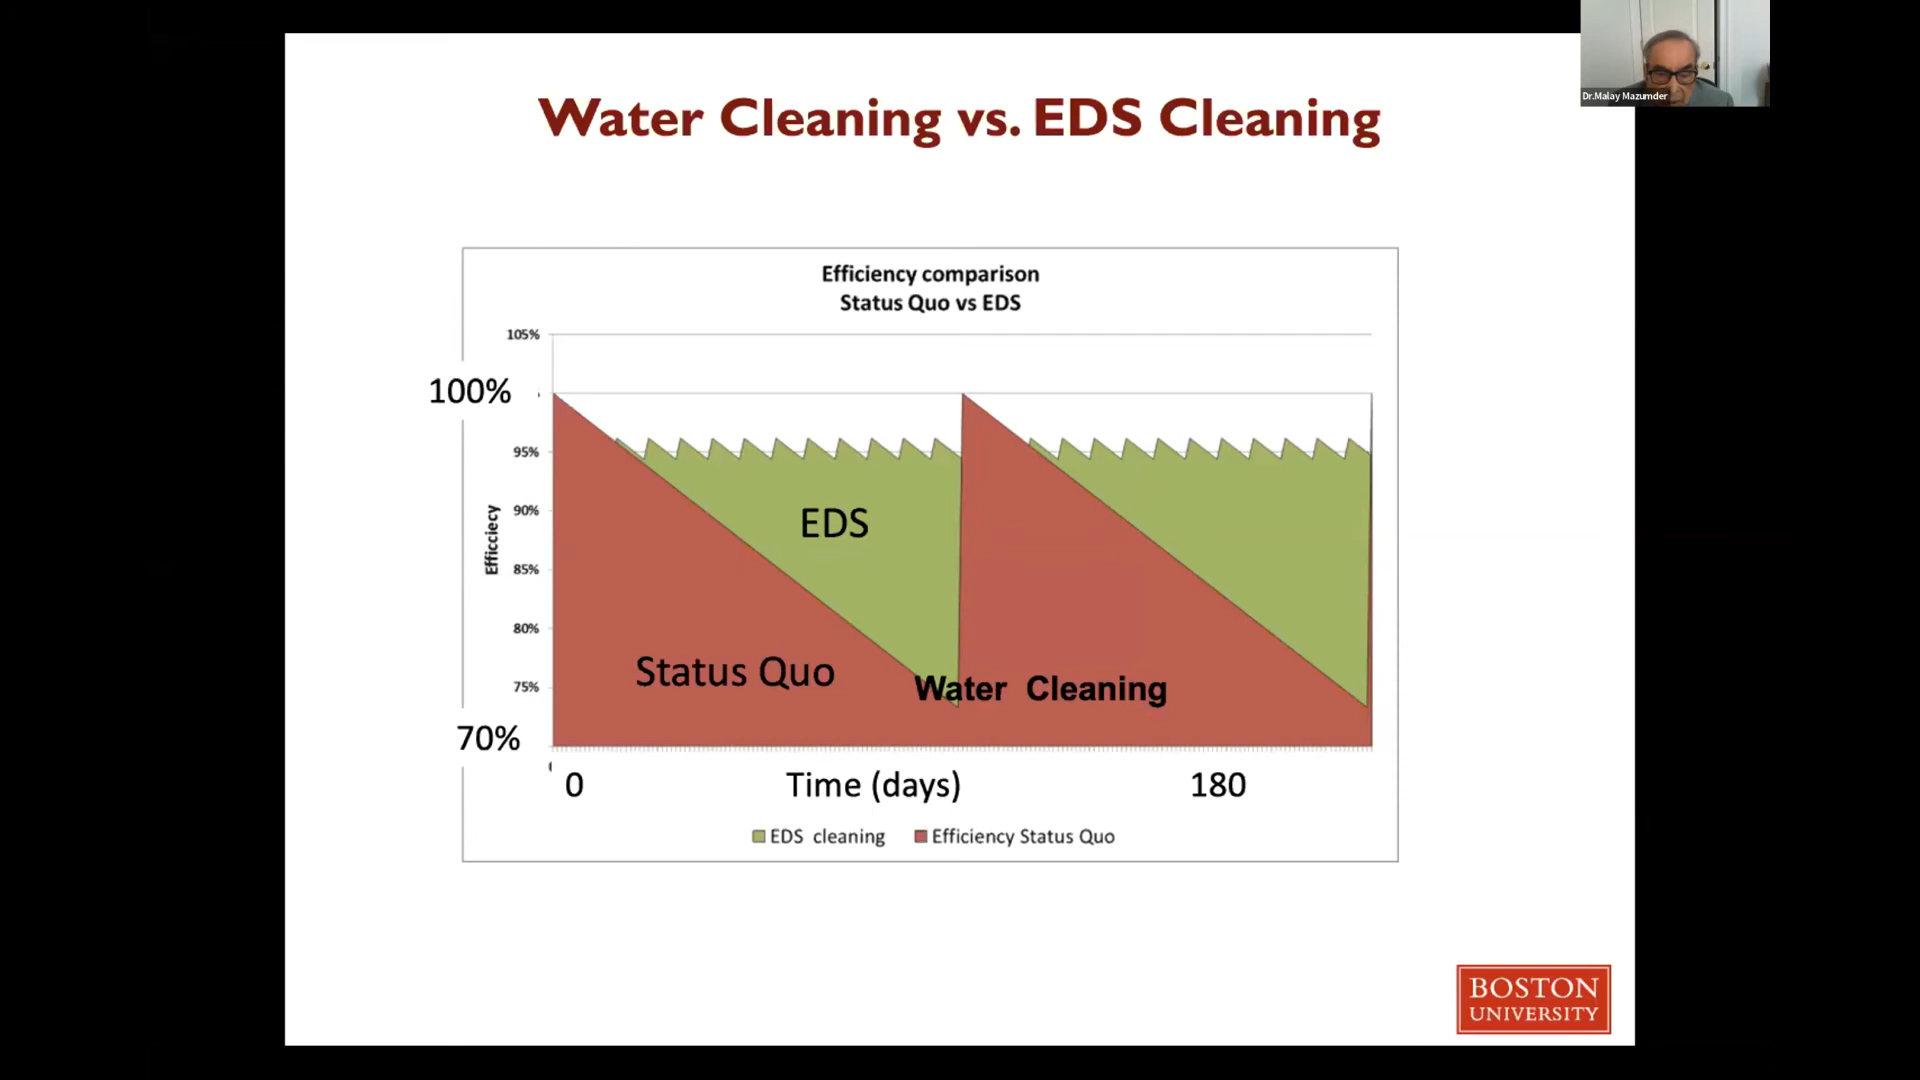 Dr.Malay Mazumder
Water Cleaning vs. EDS Cleaning
Efficiency comparison
Status Quo vs EDS
105%
100%
95%
90%
85%
80%
75%
70%
Efficciecy
EDS
Status Quo
Water Cleaning
0
Time (days)
180
EDS cleaning
Efficiency Status Quo
BOSTON
UNIVERSITY